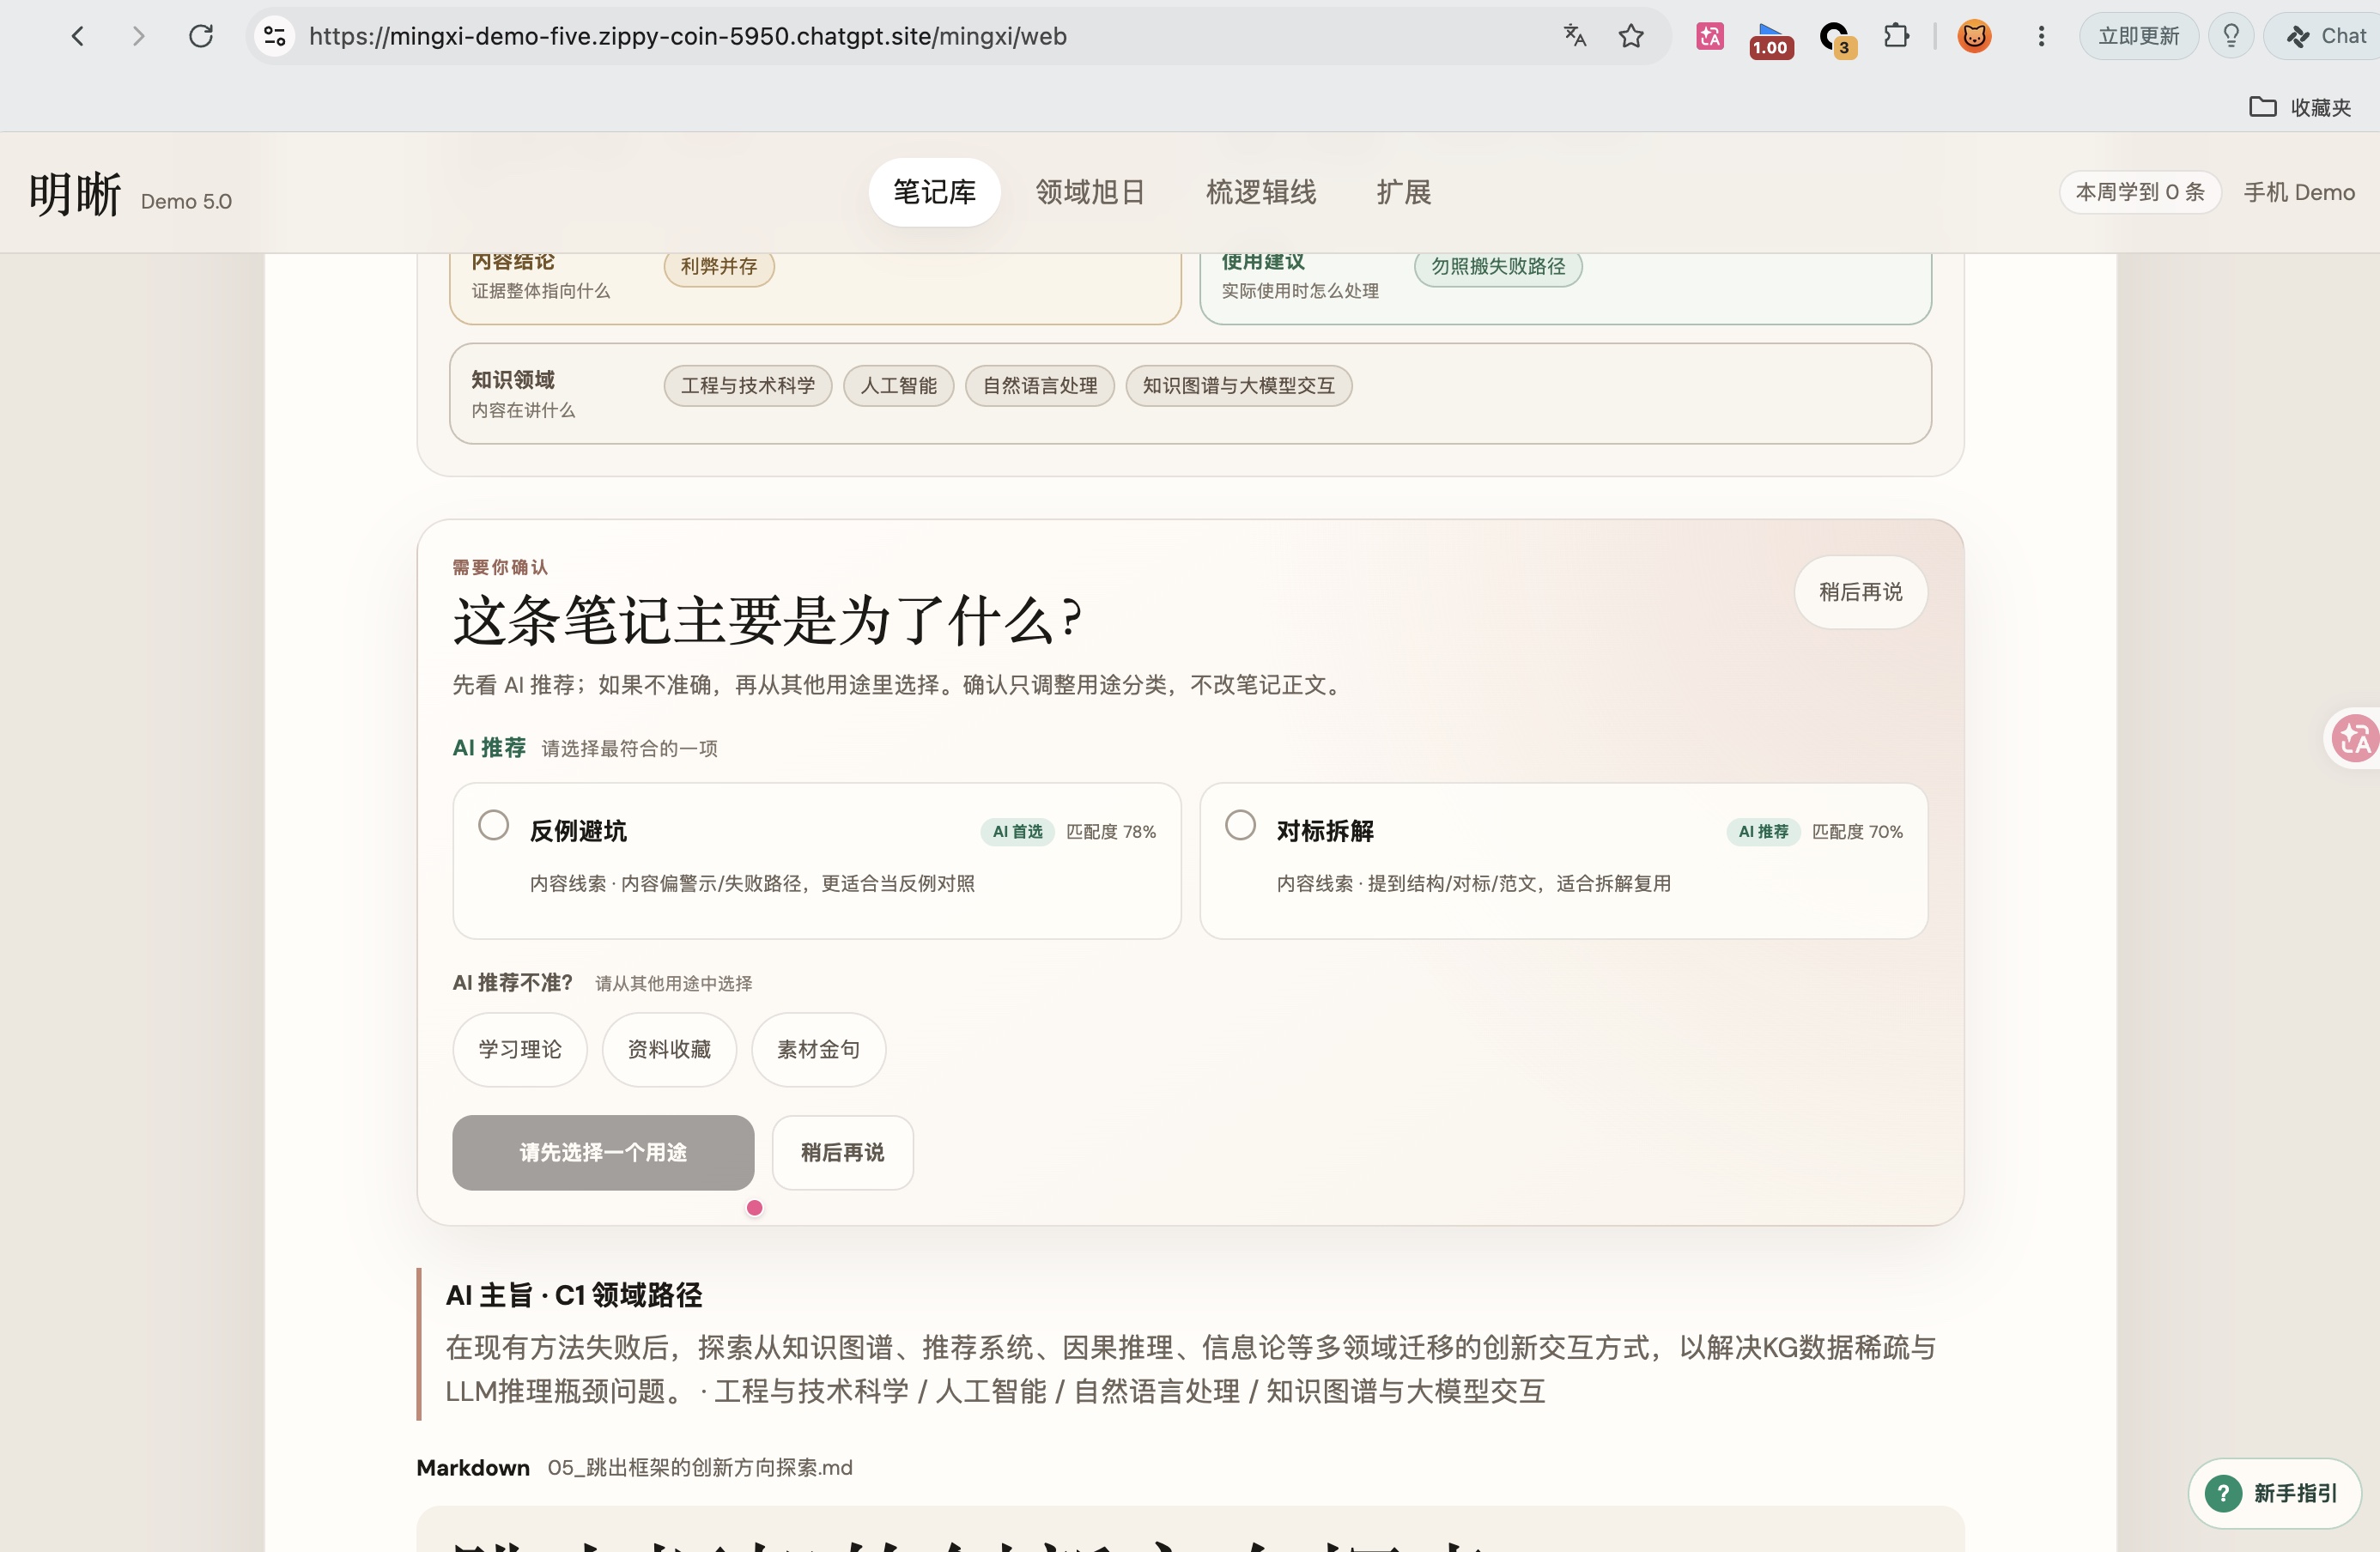 https://mingxi-demo-five.zippy-coin-5950.chatgpt.site/mingxi/web
1.00
3
立即更新
Chat
收藏夹
明晰 Demo 5.0
笔记库 领域旭日 梳逻辑线 扩展
本周学到 0 条 手机 Demo
内容结论 利弊并存
证据整体指向什么
使用建议 勿照搬失败路径
实际使用时怎么处理
知识领域 工程与技术科学 人工智能 自然语言处理 知识图谱与大模型交互
内容在讲什么
需要你确认
稍后再说
这条笔记主要是为了什么?
先看 AI 推荐；如果不准确，再从其他用途里选择。确认只调整用途分类，不改笔记正文。
AI 推荐 请选择最符合的一项
反例避坑 AI 首选 匹配度 78%
内容线索 · 内容偏警示/失败路径，更适合当反例对照
对标拆解 AI 推荐 匹配度 70%
内容线索 · 提到结构/对标/范文，适合拆解复用
AI 推荐不准? 请从其他用途中选择
学习理论 资料收藏 素材金句
请先选择一个用途 稍后再说
AI 主旨 · C1 领域路径
在现有方法失败后，探索从知识图谱、推荐系统、因果推理、信息论等多领域迁移的创新交互方式，以解决KG数据稀疏与
LLM推理瓶颈问题。 · 工程与技术科学 / 人工智能 / 自然语言处理 / 知识图谱与大模型交互
Markdown 05_跳出框架的创新方向探索.md
? 新手指引